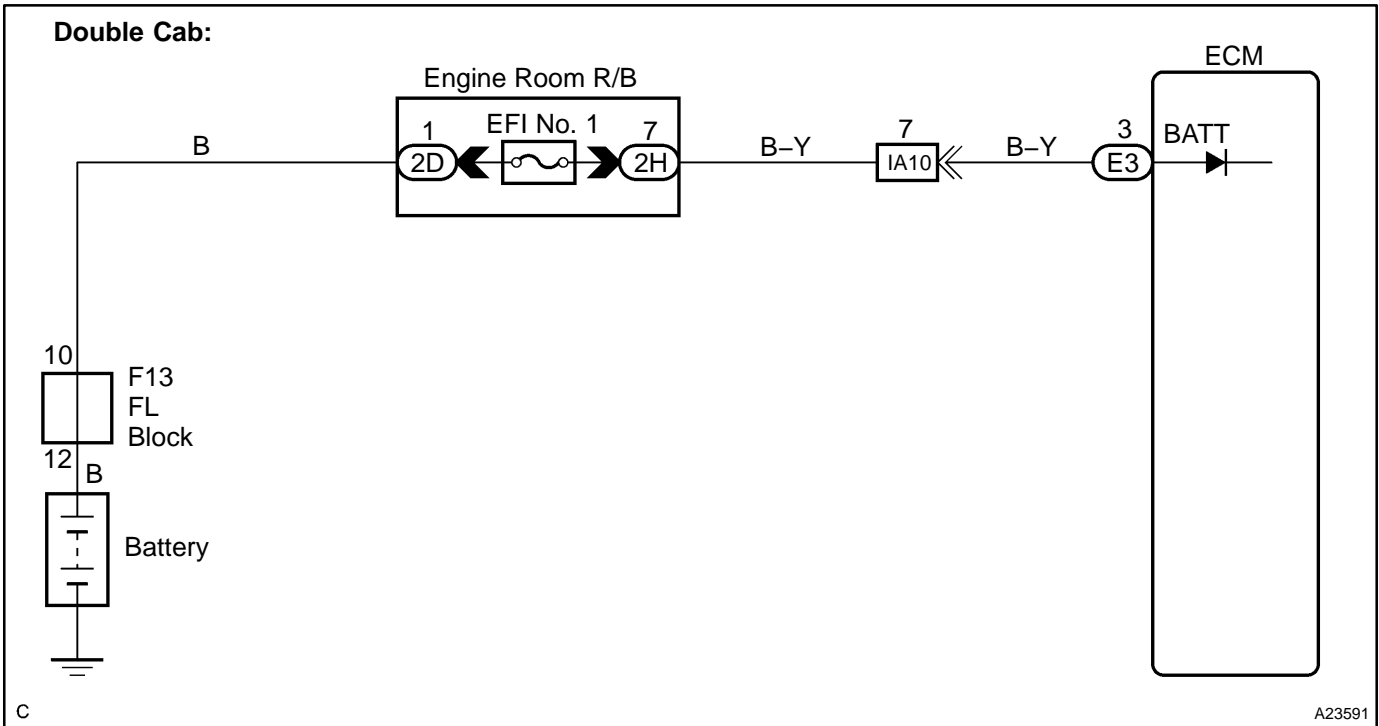 Double Cab:
ECM
Engine Room R/B
B
1
EFI No. 1
7
2D
2H
B–Y
7
IA10
B–Y
3
E3
BATT
10
F13
FL
Block
12
B
Battery
C
A23591